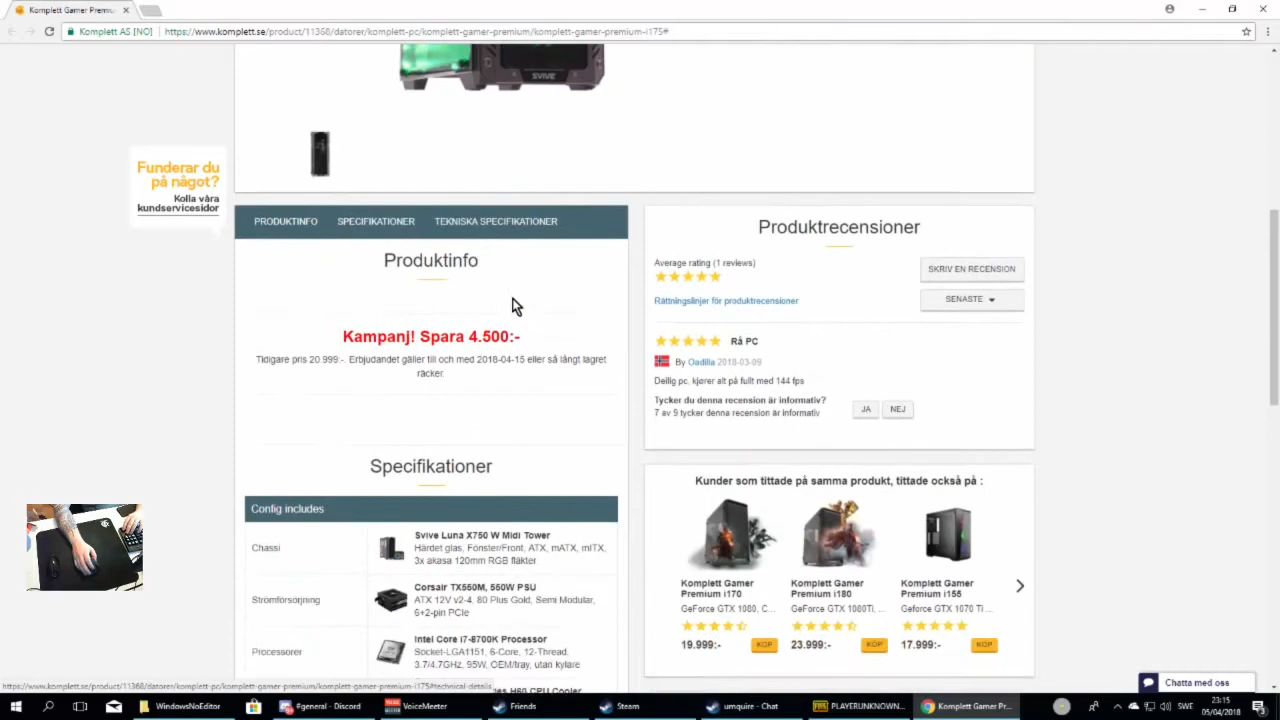 Komplett Gamer Premiu
Komplett AS [NO]
https://www.komplett.se/product/11368/datorer/komplett-pc/komplett-gamer-premium/komplett-gamer-premium-i175#
SVIVE
Funderar du
på något?
Kolla våra
kundservicesidor
PRODUKTINFO SPECIFIKATIONER TEKNISKA SPECIFIKATIONER
Produktinfo
Kampanj! Spara 4.500:-
Tidigare pris 20.999:-. Erbjudandet gäller till och med 2018-04-15 eller så långt lagret
räcker.
Specifikationer
Config includes
Chassi
Svive Luna X750 W Midi Tower
Härdet glas, Fönster/Front, ATX, mATX, mITX,
3x akasa 120mm RGB fläkter
Strömförsörjning
Corsair TX550M, 550W PSU
ATX 12V v2-4, 80 Plus Gold, Semi Modular,
6+2-pin PCIe
Processorer
Intel Core i7-8700K Processor
Socket-LGA1151, 6-Core, 12-Thread,
3.7/4.7GHz, 95W, OEM/tray, utan kylare
H60 CPU Cooler
Produktrecensioner
Average rating (1 reviews)
SKRIV EN RECENSION
SENASTE
Rättningslinjer för produktrecensioner
Rå PC
By Oadilla 2018-03-09
Deilig pc, kjører alt på fullt med 144 fps
Tycker du denna recension är informativ?
7 av 9 tycker denna recension är informativ
JA NEJ
Kunder som tittade på samma produkt, tittade också på :
Komplett Gamer
Premium i170
GeForce GTX 1080, C...
19.999:- KÖP
Komplett Gamer
Premium i180
GeForce GTX 1080Ti, ...
23.999:- KÖP
Komplett Gamer
Premium i155
Geforce GTX 1070 Ti ...
17.999:- KÖP
Chatta med oss
https://www.komplett.se/product/11368/datorer/komplett-pc/komplett-gamer-premium/komplett-gamer-premium-i175#technical-details
WindowsNoEditor
#general - Discord
VoiceMeeter
Friends
Steam
umquire - Chat
PLAYERUNKNOWN...
Komplett Gamer Pr...
SWE
23:15
05/04/2018